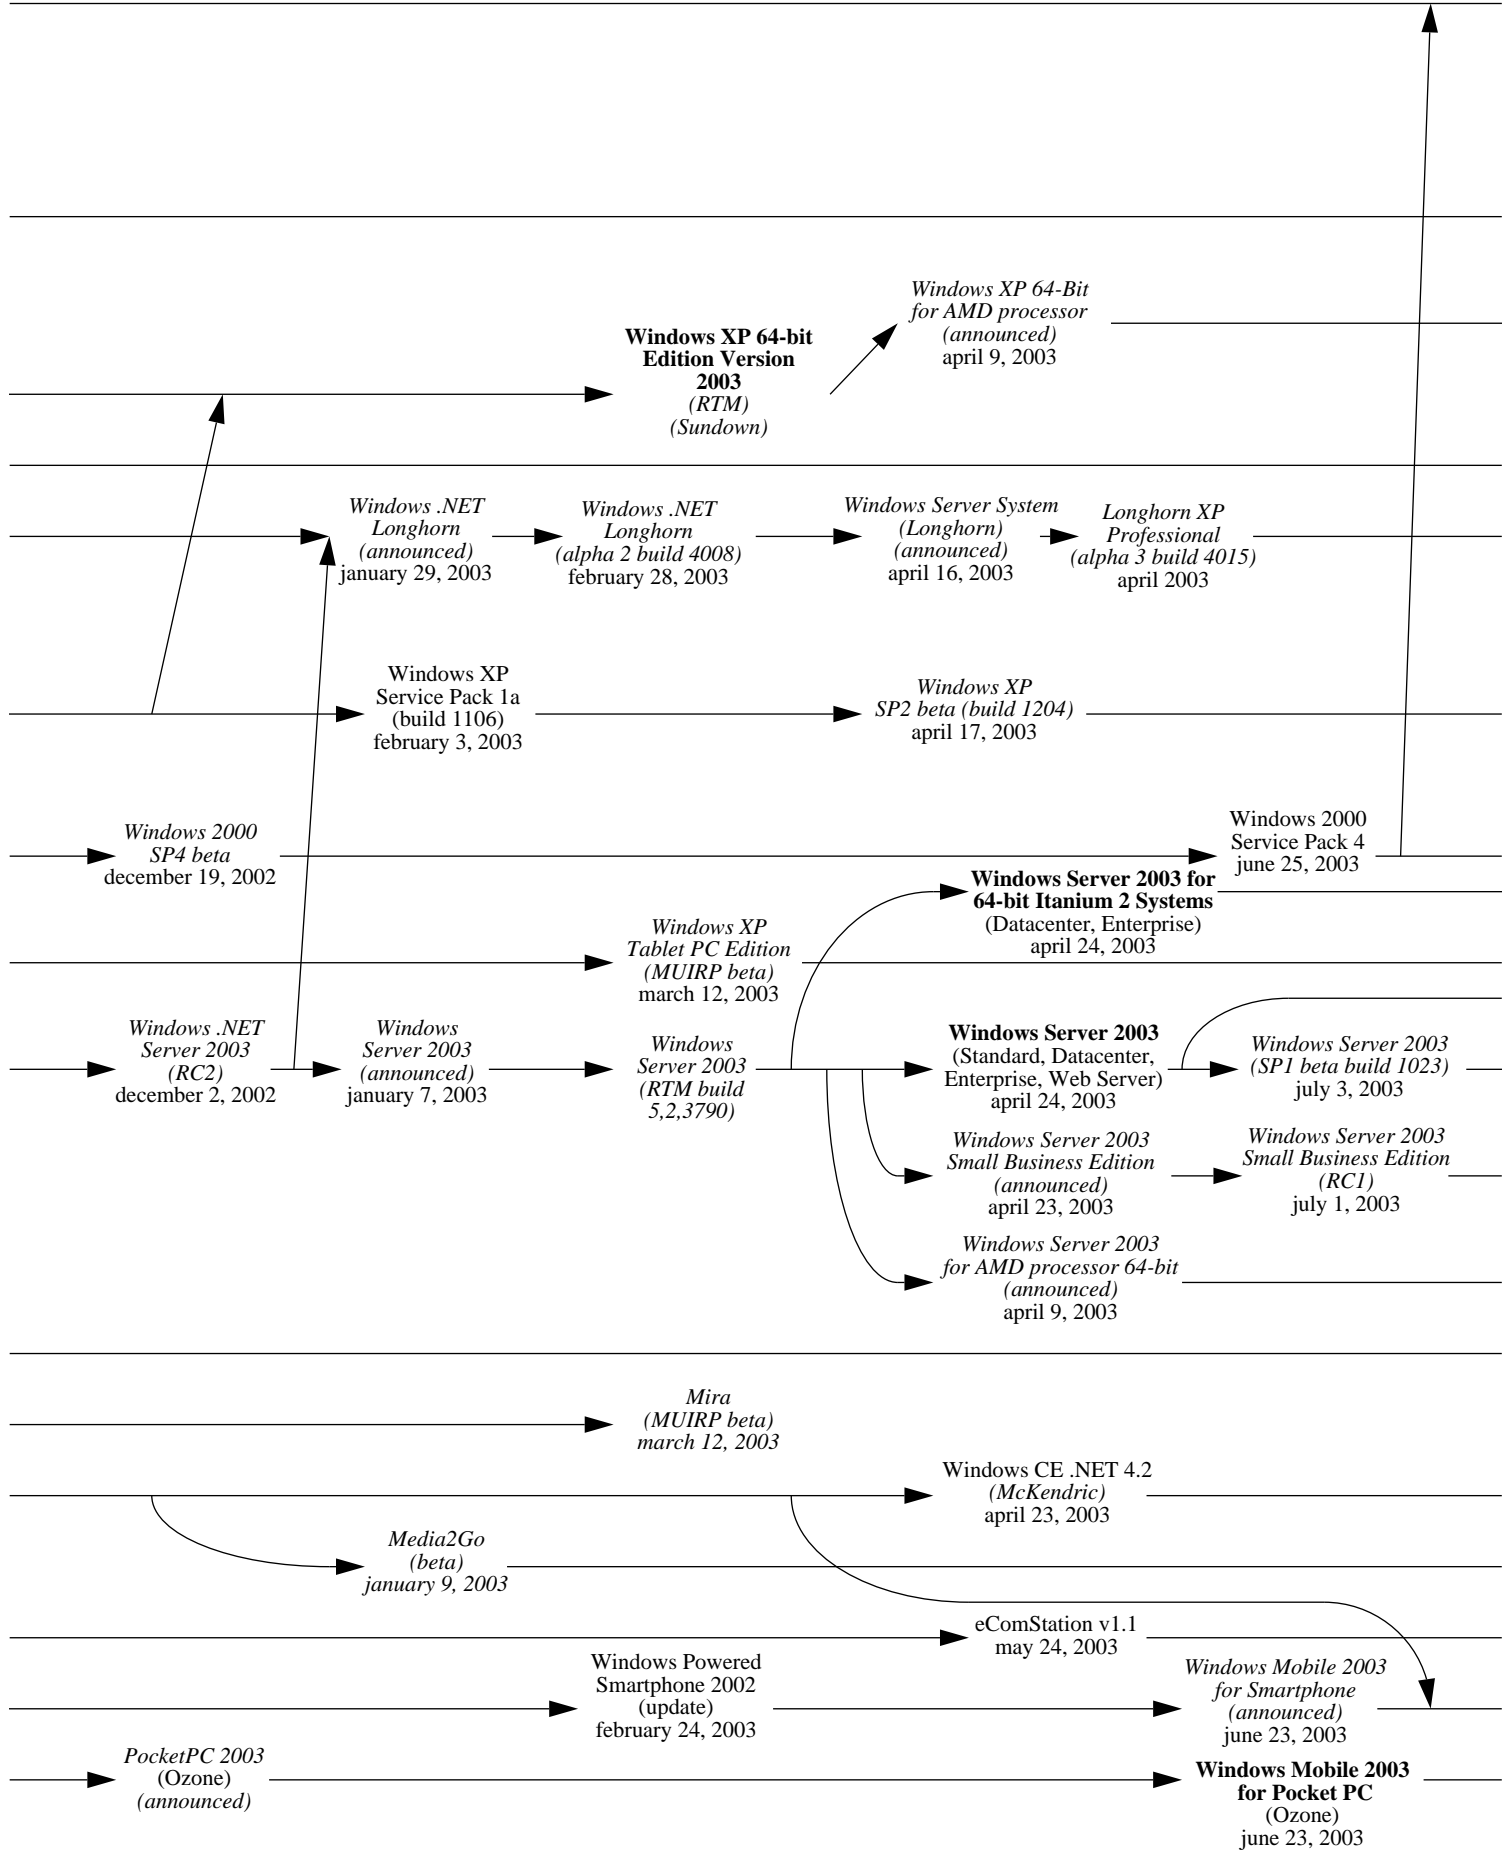 Windows XP 64-Bit
for AMD processor
(announced)
april 9, 2003
Windows XP 64-bit
Edition Version
2003
(RTM)
(Sundown)
Windows .NET
Longhorn
(announced)
january 29, 2003
Windows .NET
Longhorn
(alpha 2 build 4008)
february 28, 2003
Windows Server System
(Longhorn)
(announced)
april 16, 2003
Longhorn XP
Professional
(alpha 3 build 4015)
april 2003
Windows XP
Service Pack 1a
(build 1106)
february 3, 2003
Windows XP
SP2 beta (build 1204)
april 17, 2003
Windows 2000
SP4 beta
december 19, 2002
Windows 2000
Service Pack 4
june 25, 2003
Windows Server 2003 for
64-bit Itanium 2 Systems
(Datacenter, Enterprise)
april 24, 2003
Windows XP
Tablet PC Edition
(MUIRP beta)
march 12, 2003
Windows .NET
Server 2003
(RC2)
december 2, 2002
Windows
Server 2003
(announced)
january 7, 2003
Windows
Server 2003
(RTM build
5,2,3790)
Windows Server 2003
(Standard, Datacenter,
Enterprise, Web Server)
april 24, 2003
Windows Server 2003
(SP1 beta build 1023)
july 3, 2003
Windows Server 2003
Small Business Edition
(announced)
april 23, 2003
Windows Server 2003
Small Business Edition
(RC1)
july 1, 2003
Windows Server 2003
for AMD processor 64-bit
(announced)
april 9, 2003
Mira
(MUIRP beta)
march 12, 2003
Windows CE .NET 4.2
(McKendric)
april 23, 2003
Media2Go
(beta)
january 9, 2003
eComStation v1.1
may 24, 2003
Windows Powered
Smartphone 2002
(update)
february 24, 2003
Windows Mobile 2003
for Smartphone
(announced)
june 23, 2003
PocketPC 2003
(Ozone)
(announced)
Windows Mobile 2003
for Pocket PC
(Ozone)
june 23, 2003